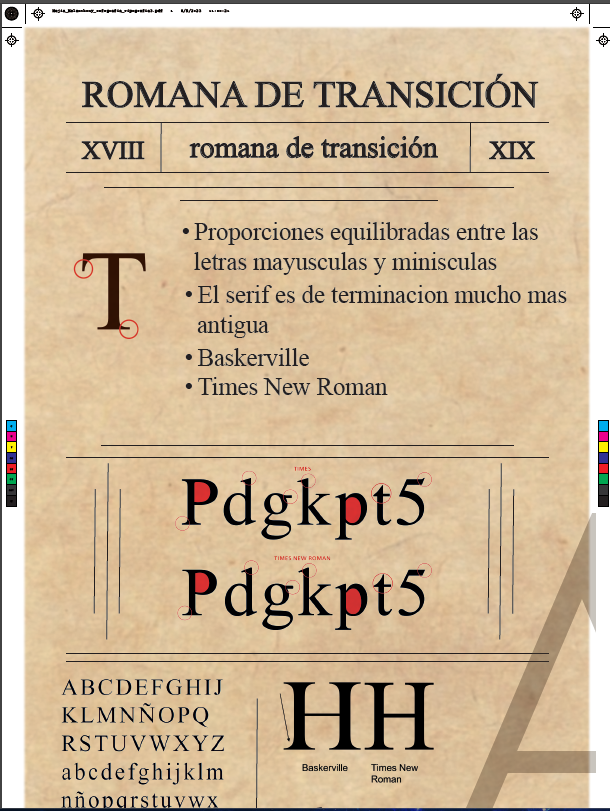 ROMANA DE TRANSICIÓN
XVIII romana de transición XIX
• Proporciones equilibradas entre las
letras mayusculas y minisculas
• El serif es de terminacion mucho mas
antigua
T
• Baskerville
• Times New Roman
TIMES
Pdgkpt5
TIMES NEW ROMAN
Pdgkpt5
ABCDEFGHIJ
KLMNÑOPQ
RSTUVWXYZ
abcdefghijklm
nñopqrstuvwx
HH
Baskerville Times New
Roman
A